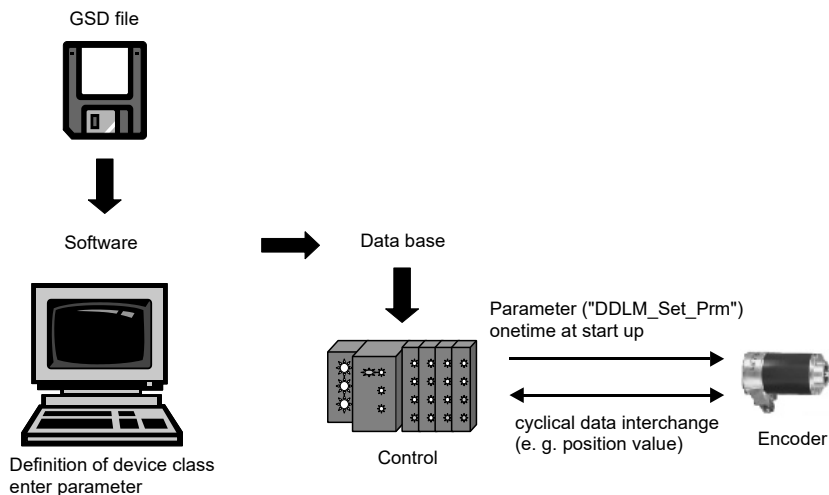 GSD file
Software
Data base
Parameter ("DDLM_Set_Prm")
onetime at start up
cyclical data interchange
(e. g. position value)
Encoder
Control
Definition of device class
enter parameter